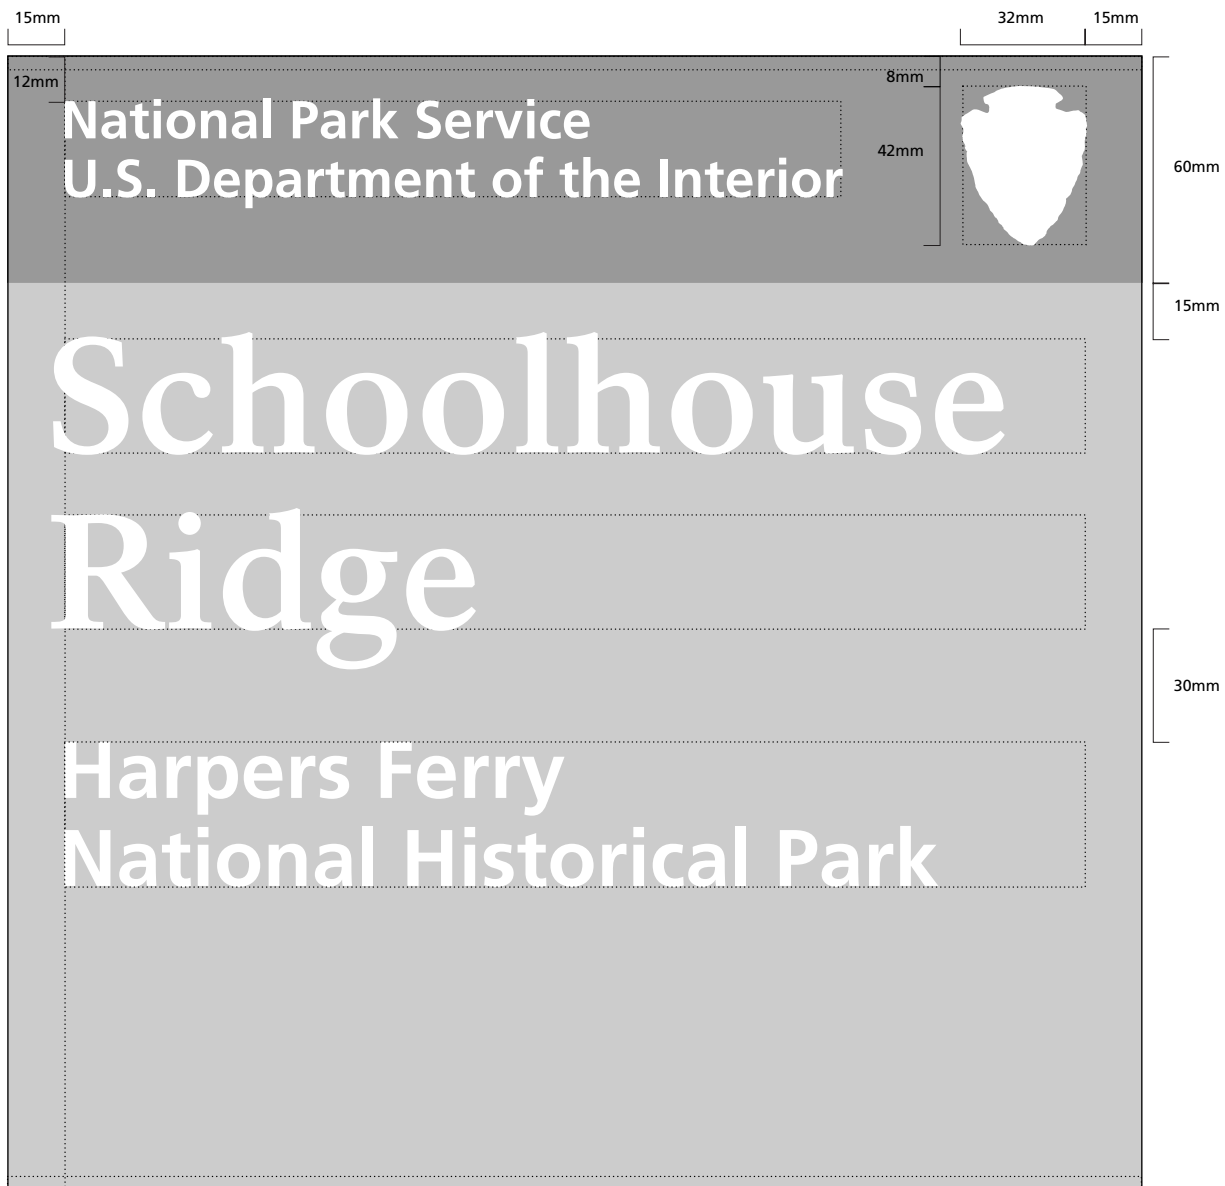 15mm
32mm
15mm
12mm
8mm
National Park Service
42mm
60mm
U.S. Department of the Interior
15mm
Schoolhouse
Ridge
30mm
Harpers Ferry
National Historical Park